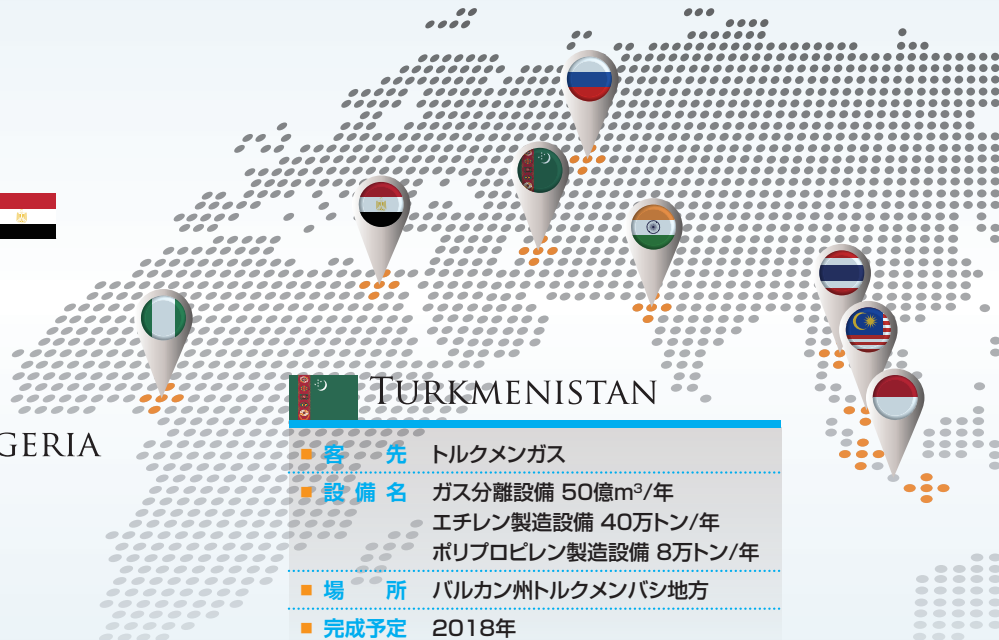 TURKMENISTAN
GERIA
客先 トルクメンガス
設備名 ガス分離設備 50億m³/年
エチレン製造設備 40万トン/年
ポリプロピレン製造設備 8万トン/年
場所 バルカン州トルクメンバシ地方
完成予定 2018年